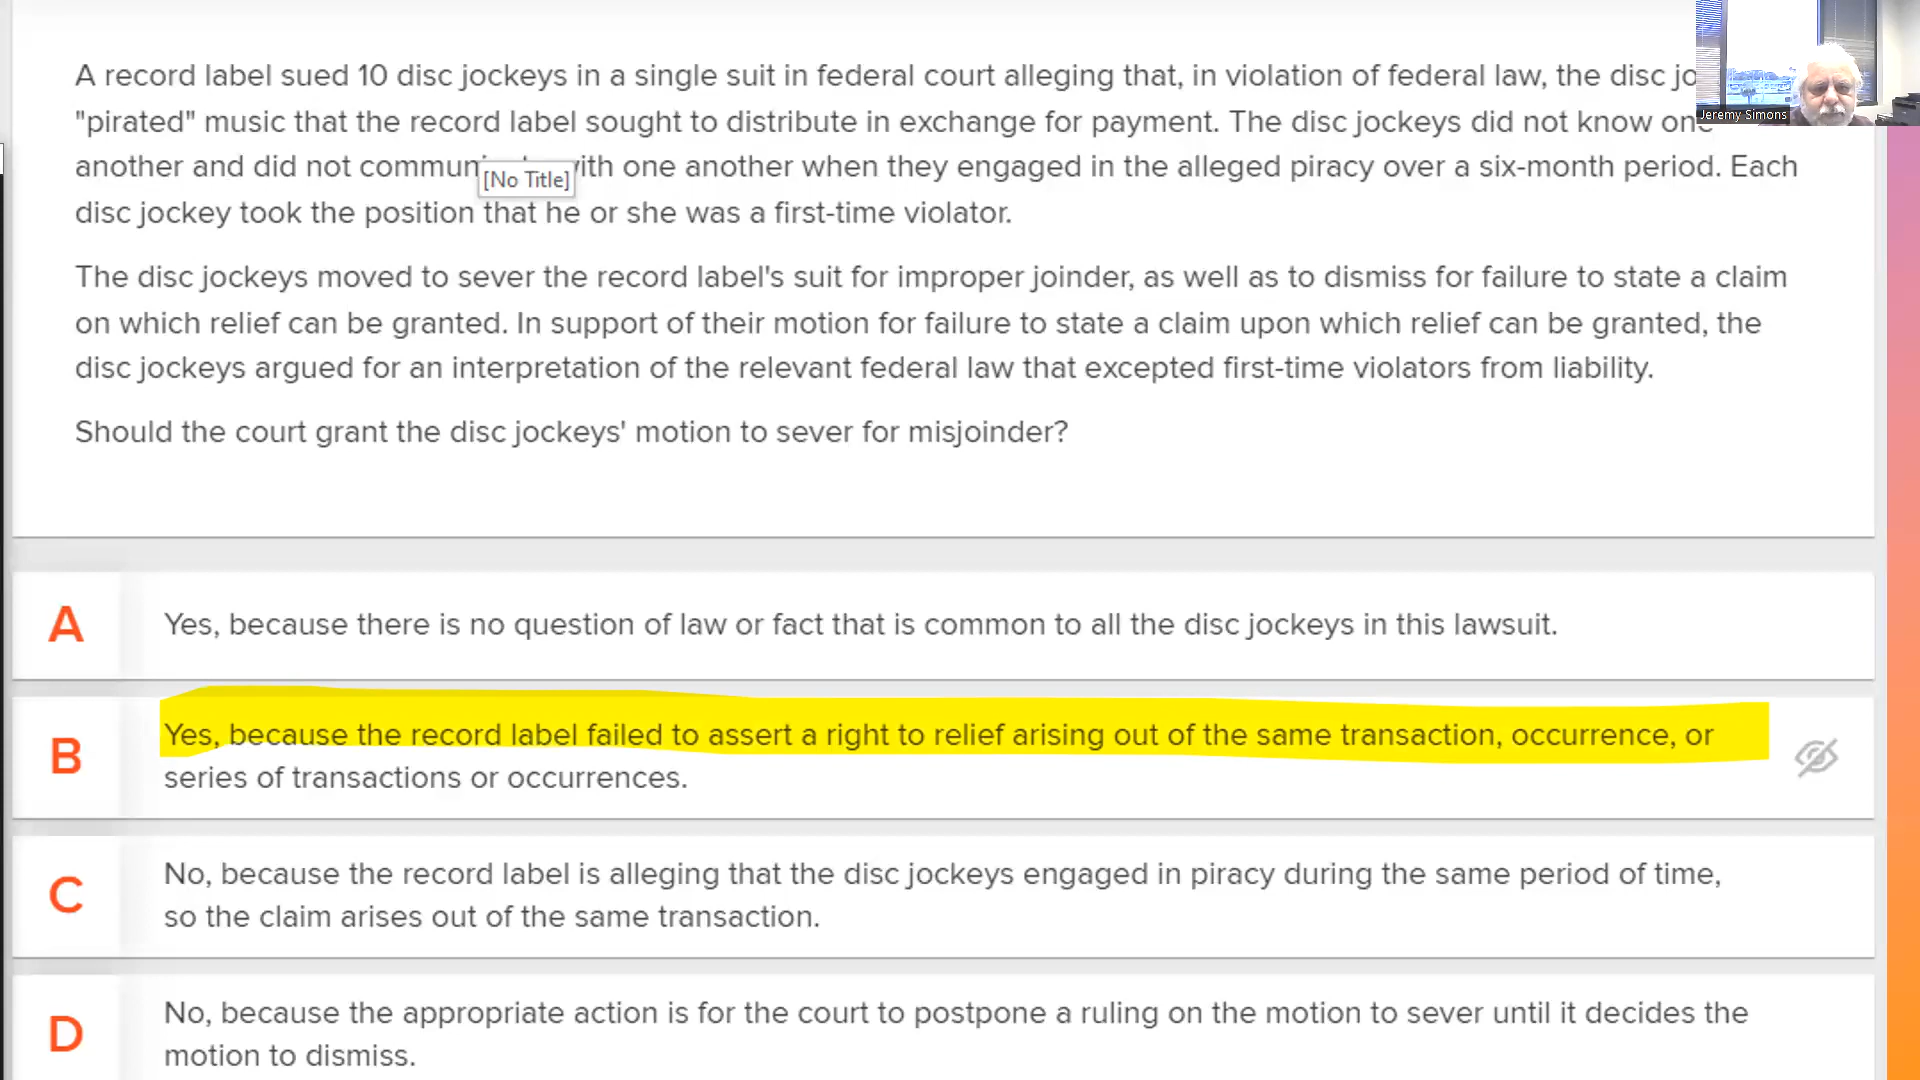 A record label sued 10 disc jockeys in a single suit in federal court alleging that, in violation of federal law, the disc jo
"pirated" music that the record label sought to distribute in exchange for payment. The disc jockeys did not know one
another and did not commun with one another when they engaged in the alleged piracy over a six-month period. Each
[No Title]
disc jockey took the position that he or she was a first-time violator.
The disc jockeys moved to sever the record label's suit for improper joinder, as well as to dismiss for failure to state a claim
on which relief can be granted. In support of their motion for failure to state a claim upon which relief can be granted, the
disc jockeys argued for an interpretation of the relevant federal law that excepted first-time violators from liability.
Should the court grant the disc jockeys' motion to sever for misjoinder?
Jeremy Simons
A Yes, because there is no question of law or fact that is common to all the disc jockeys in this lawsuit.
B Yes, because the record label failed to assert a right to relief arising out of the same transaction, occurrence, or
series of transactions or occurrences.
C No, because the record label is alleging that the disc jockeys engaged in piracy during the same period of time,
so the claim arises out of the same transaction.
D No, because the appropriate action is for the court to postpone a ruling on the motion to sever until it decides the
motion to dismiss.